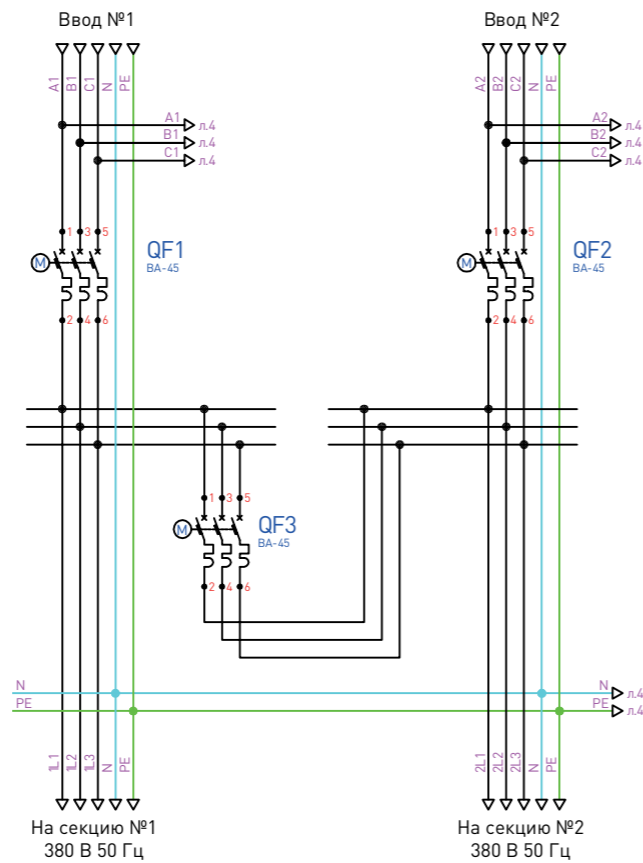 Ввод №1
Ввод №2
A1 B1 C1 N PE
A2 B2 C2 N PE
A1 л.4
B1 л.4
C1 л.4
A2 л.4
B2 л.4
C2 л.4
1 3 5
M QF1
BA-45
2 4 6
1 3 5
M QF2
BA-45
2 4 6
1 3 5
M QF3
BA-45
2 4 6
N
N л.4
PE
PE л.4
1L1 1L2 1L3 N PE
2L1 2L2 2L3 N PE
На секцию №1
380 В 50 Гц
На секцию №2
380 В 50 Гц